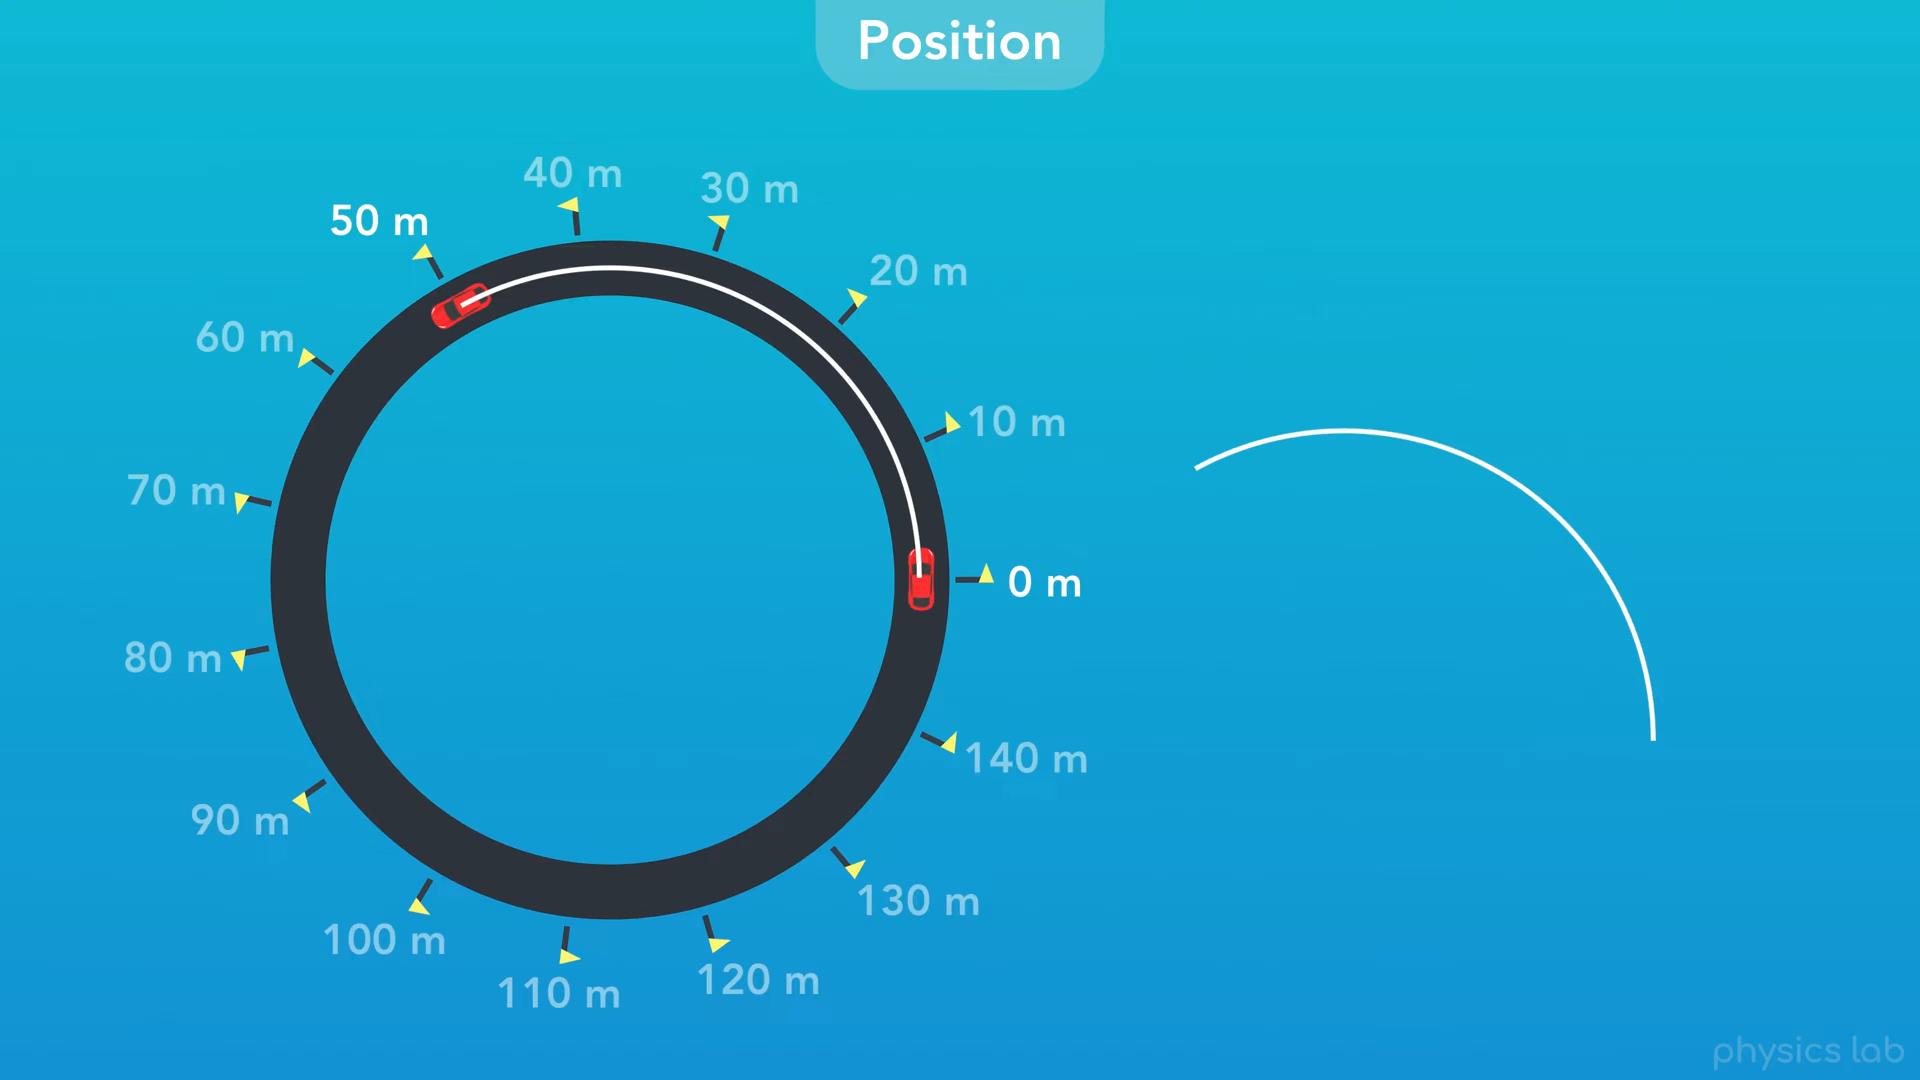 Position
40 m
30 m
50 m
20 m
60 m
10 m
70 m
0 m
80 m
140 m
90 m
130 m
100 m
120 m
110 m
physics lab